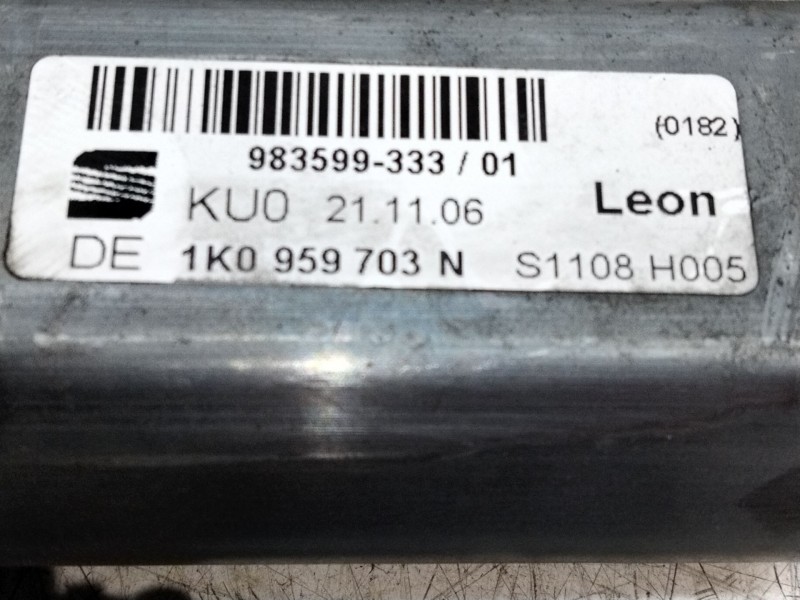 (0182)
983599-333 / 01
KU0 21.11.06 Leon
DE 1K0 959 703 N S1108 H005